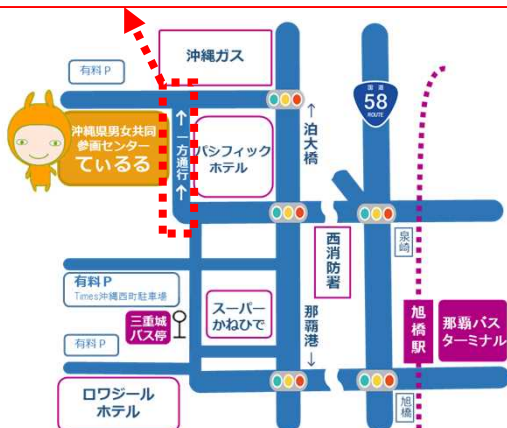 沖縄ガス
有料P
国道
58
ROUTE
↑
泊大橋
沖縄県男女共同
参画センター
ているる
↑一方通行↑
パシフィック
ホテル
泉崎
西消防署
有料P
Times沖縄西町駐車場
スーパー
かねひで
三重城
バス停
那覇港
↓
旭橋駅
那覇バス
ターミナル
有料P
ロワジール
ホテル
旭橋